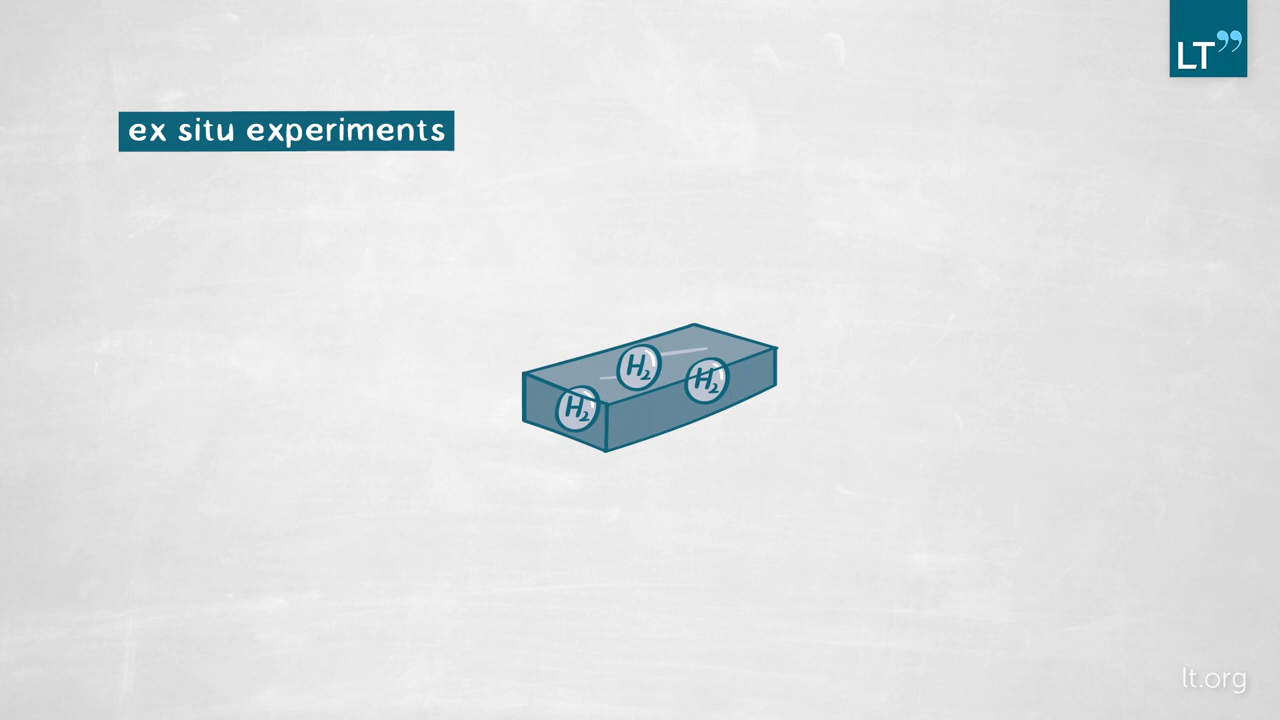 LT”
ex situ experiments
H₂
H₂
H₂
lt.org